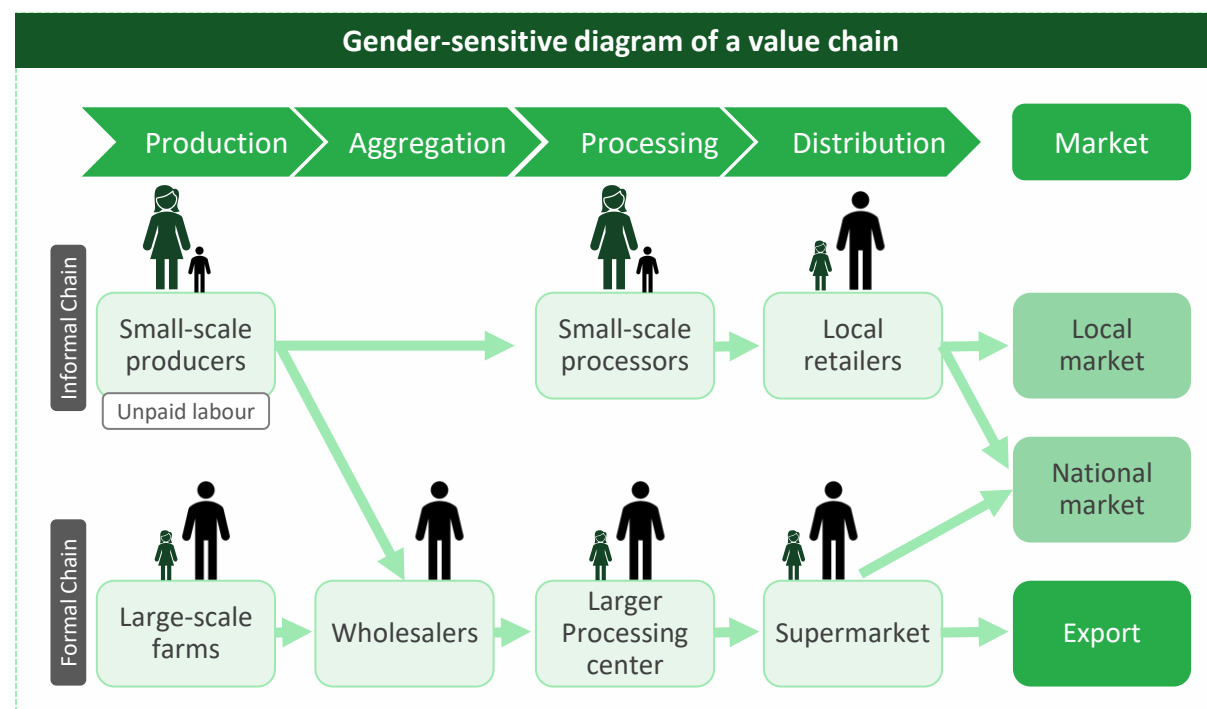 Gender-sensitive diagram of a value chain
Production
Aggregation
Processing
Distribution
Market
Informal Chain
Small-scale
producers
Unpaid labour
Small-scale
processors
Local
retailers
Local
market
National
market
Formal Chain
Large-scale
farms
Wholesalers
Larger
Processing
center
Supermarket
Export